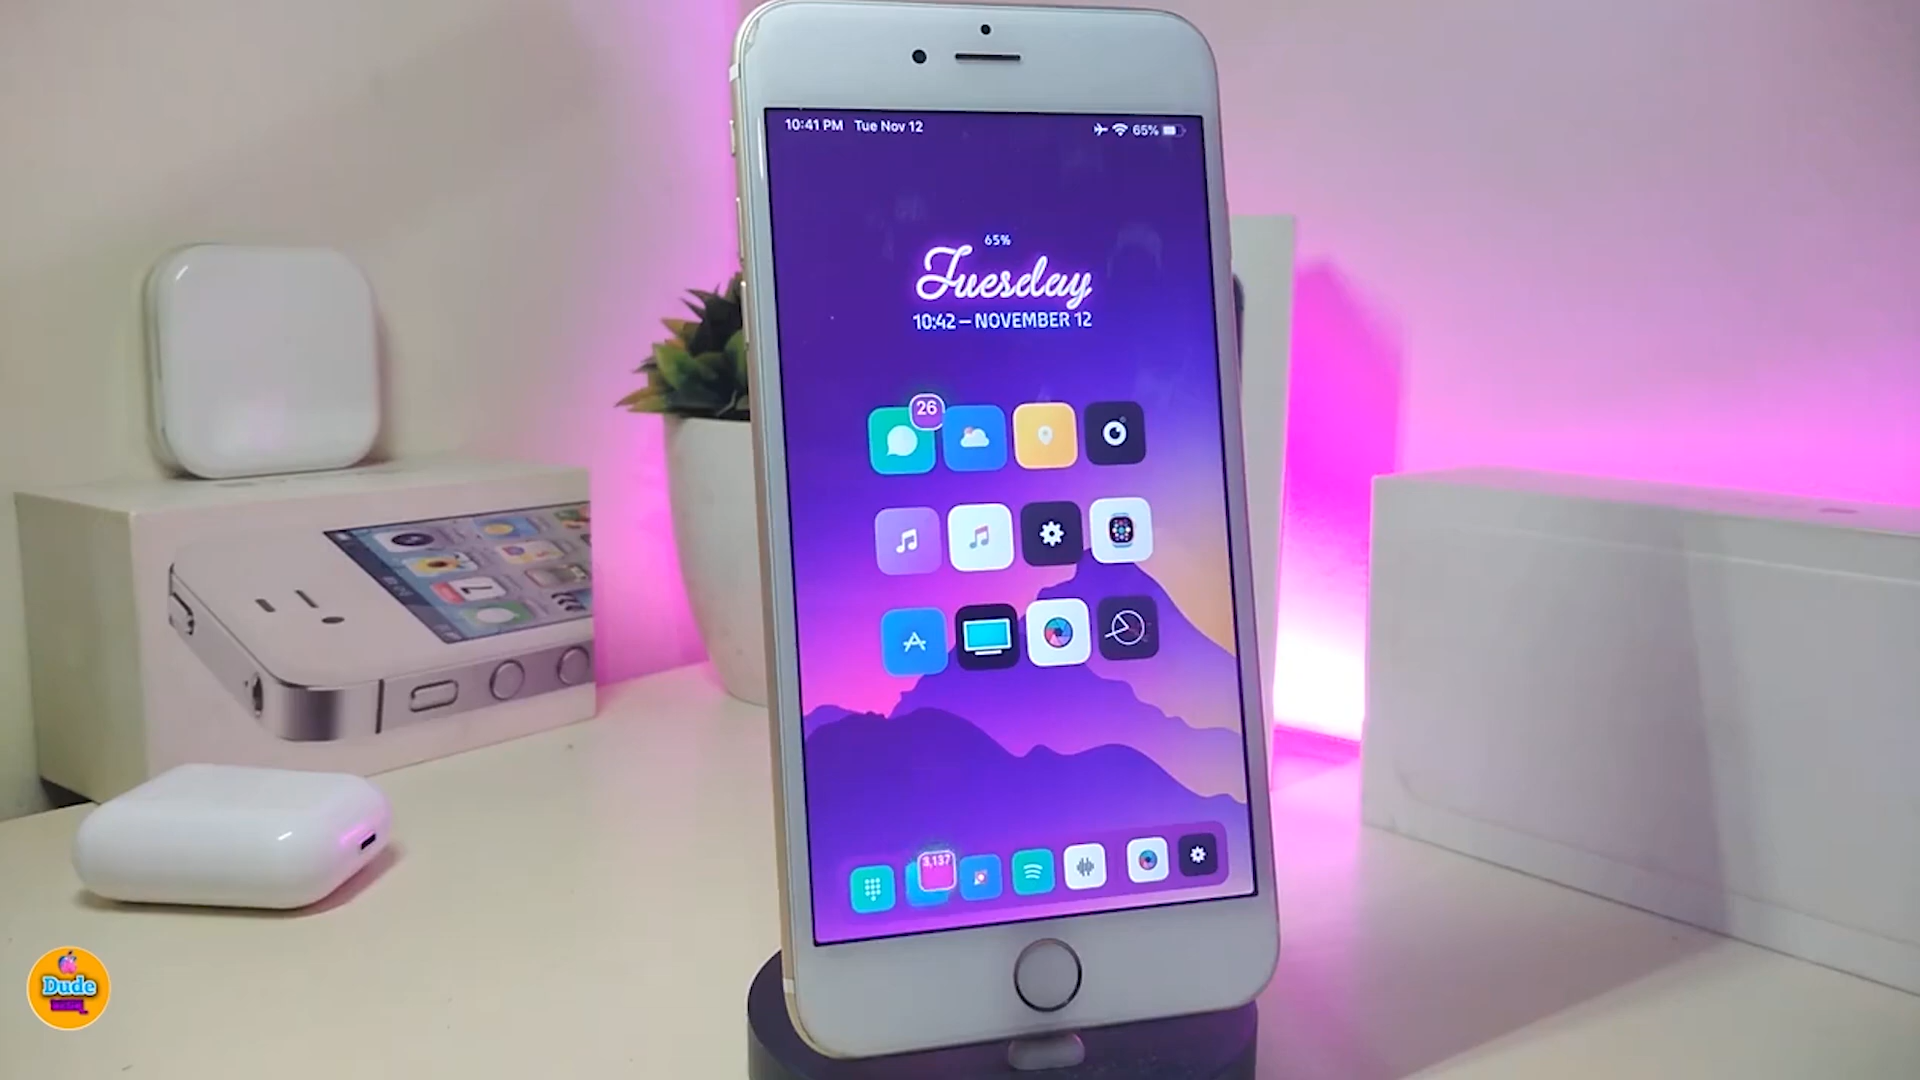 10:41 PM Tue Nov 12
65%
65%
Tuesday
10:42 – NOVEMBER 12
26
3,137
Dude